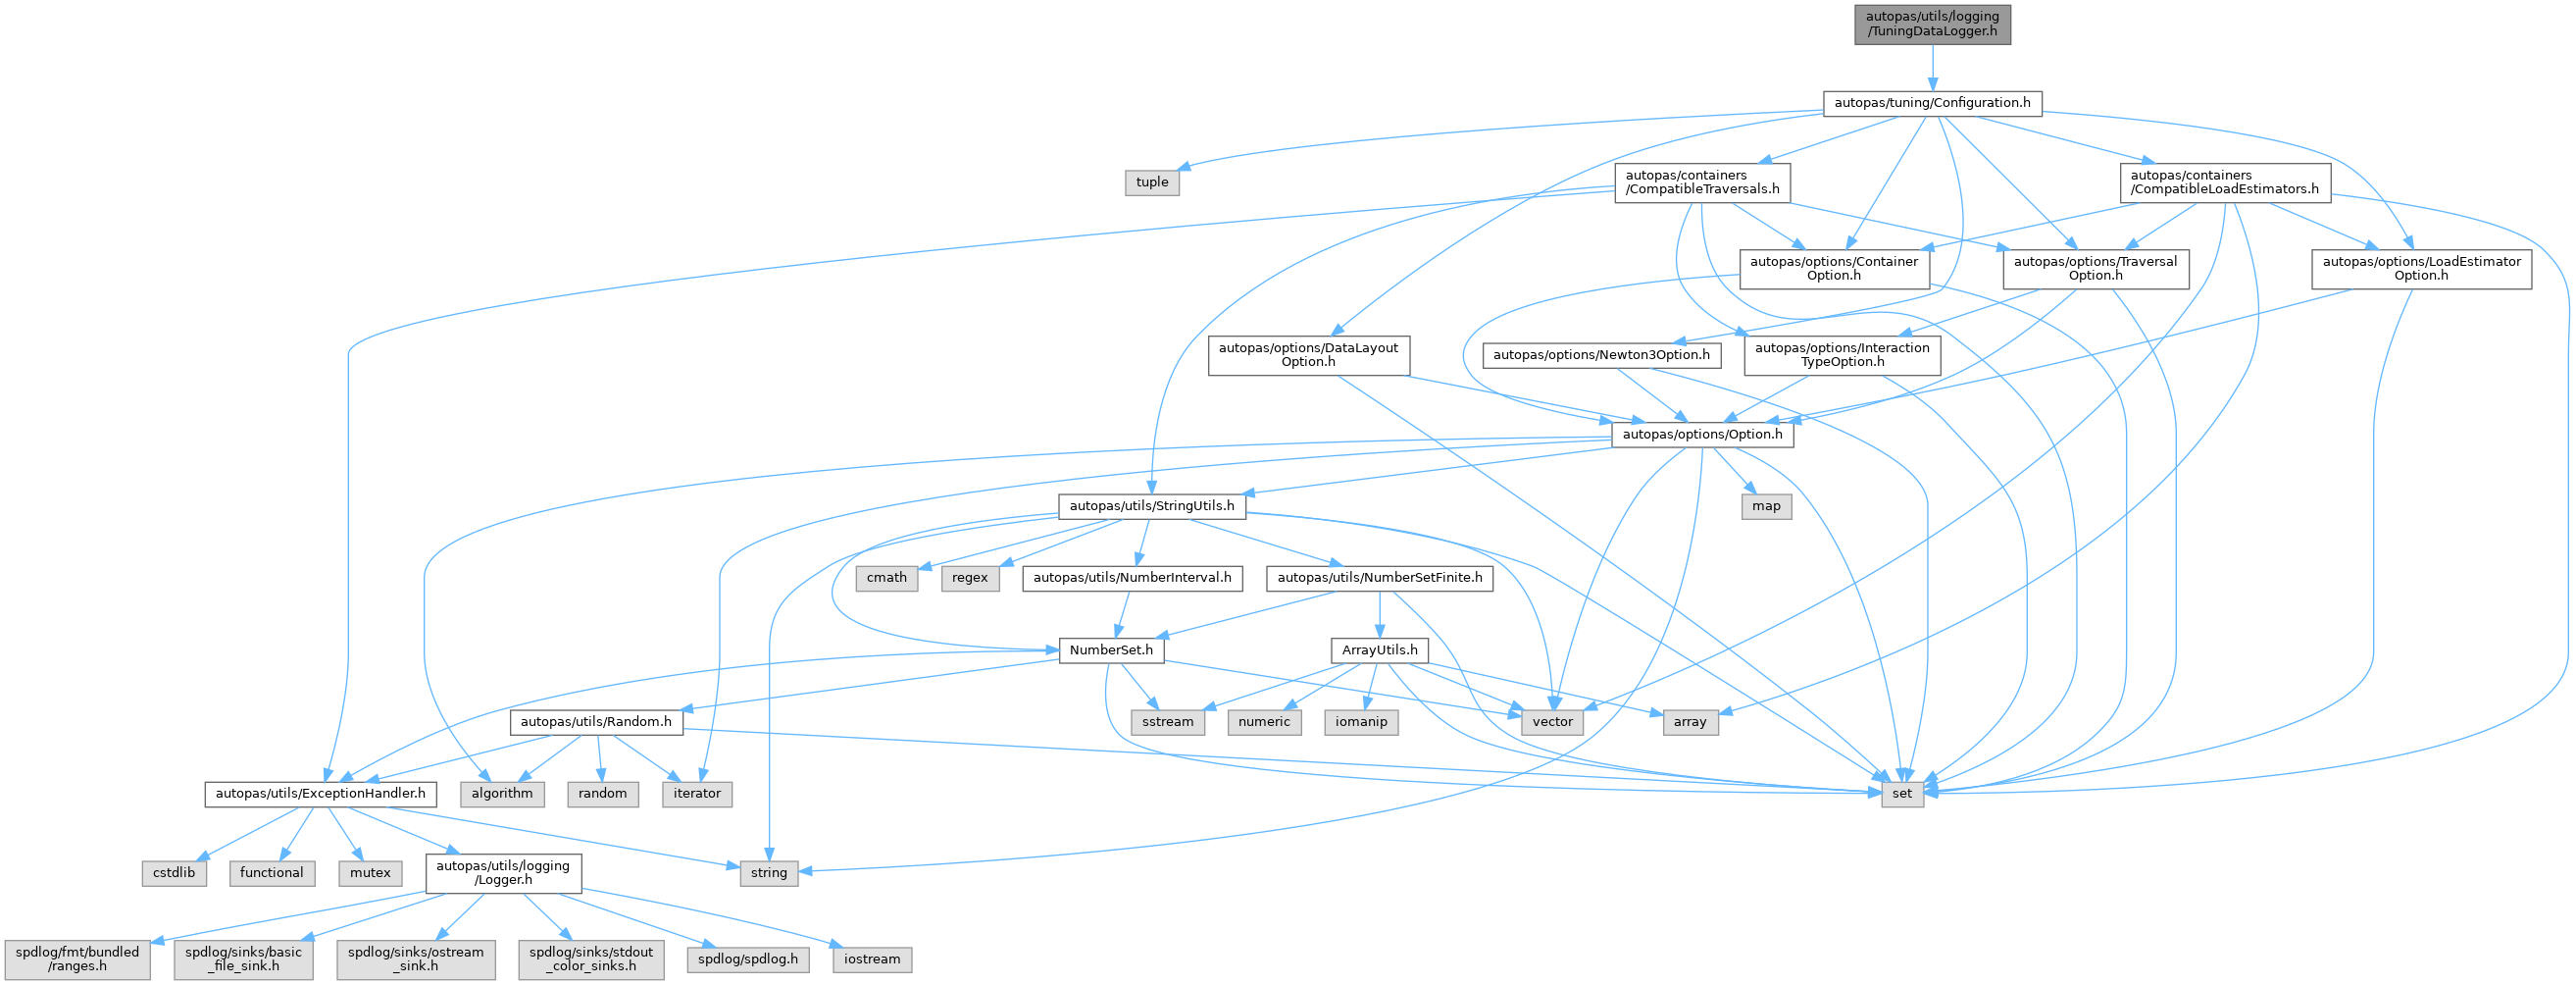 autopas/utils/logging
/TuningDataLogger.h
autopas/tuning/Configuration.h
tuple
autopas/containers
/CompatibleTraversals.h
autopas/containers
/CompatibleLoadEstimators.h
autopas/options/Container
Option.h
autopas/options/Traversal
Option.h
autopas/options/LoadEstimator
Option.h
autopas/options/DataLayout
Option.h
autopas/options/Newton3Option.h
autopas/options/Interaction
TypeOption.h
autopas/options/Option.h
autopas/utils/StringUtils.h
map
cmath
regex
autopas/utils/NumberInterval.h
autopas/utils/NumberSetFinite.h
NumberSet.h
ArrayUtils.h
autopas/utils/Random.h
sstream
numeric
iomanip
vector
array
autopas/utils/ExceptionHandler.h
algorithm
random
iterator
set
cstdlib
functional
mutex
autopas/utils/logging
/Logger.h
string
spdlog/fmt/bundled
/ranges.h
spdlog/sinks/basic
_file_sink.h
spdlog/sinks/ostream
_sink.h
spdlog/sinks/stdout
_color_sinks.h
spdlog/spdlog.h
iostream